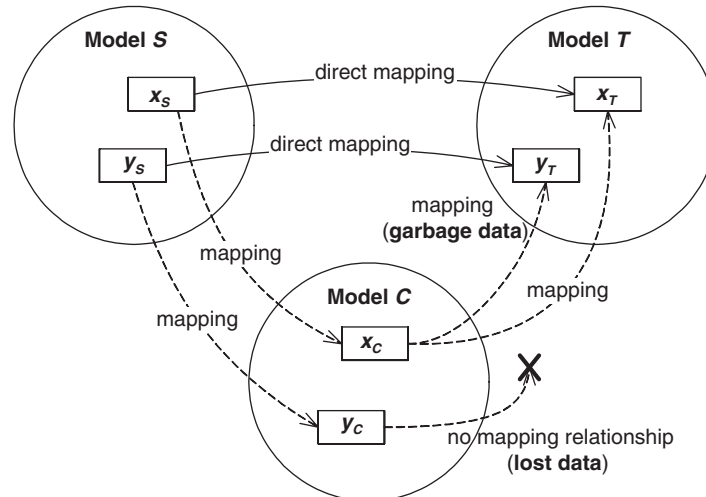 Model S
Model T
x_S
direct mapping
x_T
y_S
direct mapping
y_T
mapping
(garbage data)
mapping
mapping
mapping
Model C
x_C
y_C
no mapping relationship
(lost data)